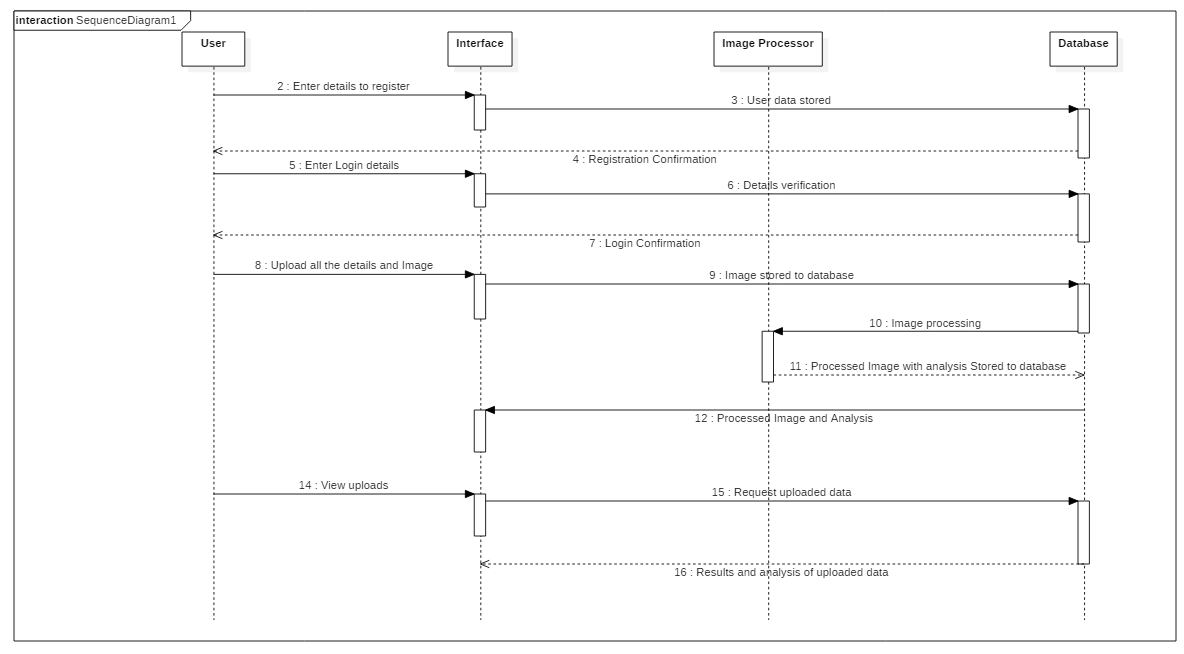 interaction SequenceDiagram1
User
Interface
Image Processor
Database
2 : Enter details to register
3 : User data stored
4 : Registration Confirmation
5 : Enter Login details
6 : Details verification
7 : Login Confirmation
8 : Upload all the details and Image
9 : Image stored to database
10 : Image processing
11 : Processed Image with analysis Stored to database
12 : Processed Image and Analysis
14 : View uploads
15 : Request uploaded data
16 : Results and analysis of uploaded data